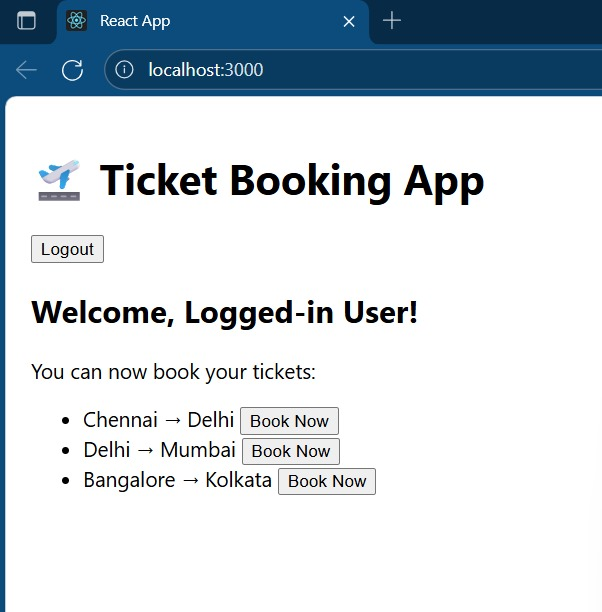 React App
localhost:3000
Ticket Booking App
Logout
Welcome, Logged-in User!
You can now book your tickets:
• Chennai → Delhi Book Now
• Delhi → Mumbai Book Now
• Bangalore → Kolkata Book Now